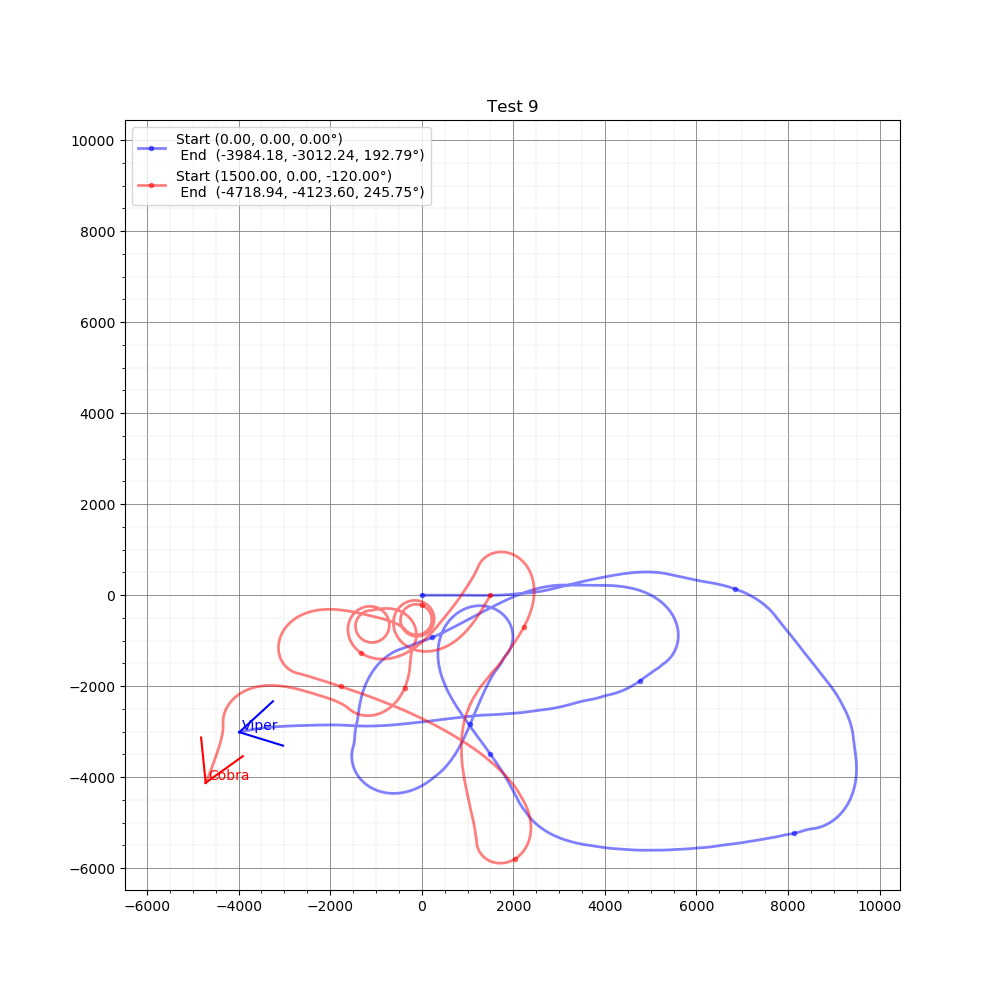 Test 9
Start (0.00, 0.00, 0.00°)
End (-3984.18, -3012.24, 192.79°)
Start (1500.00, 0.00, -120.00°)
End (-4718.94, -4123.60, 245.75°)
10000
8000
6000
4000
2000
0
−2000
−4000
−6000
Viper
Cobra
−6000 −4000 −2000 0 2000 4000 6000 8000 10000